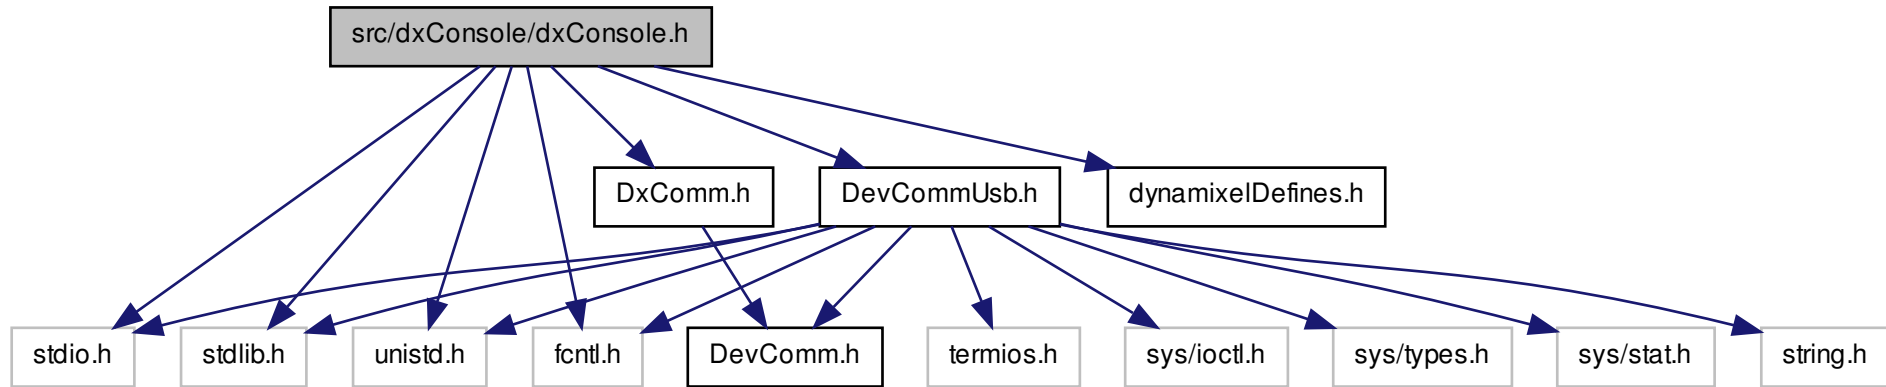 src/dxConsole/dxConsole.h
DxComm.h
DevCommUsb.h
dynamixelDefines.h
stdio.h
stdlib.h
unistd.h
fcntl.h
DevComm.h
termios.h
sys/ioctl.h
sys/types.h
sys/stat.h
string.h